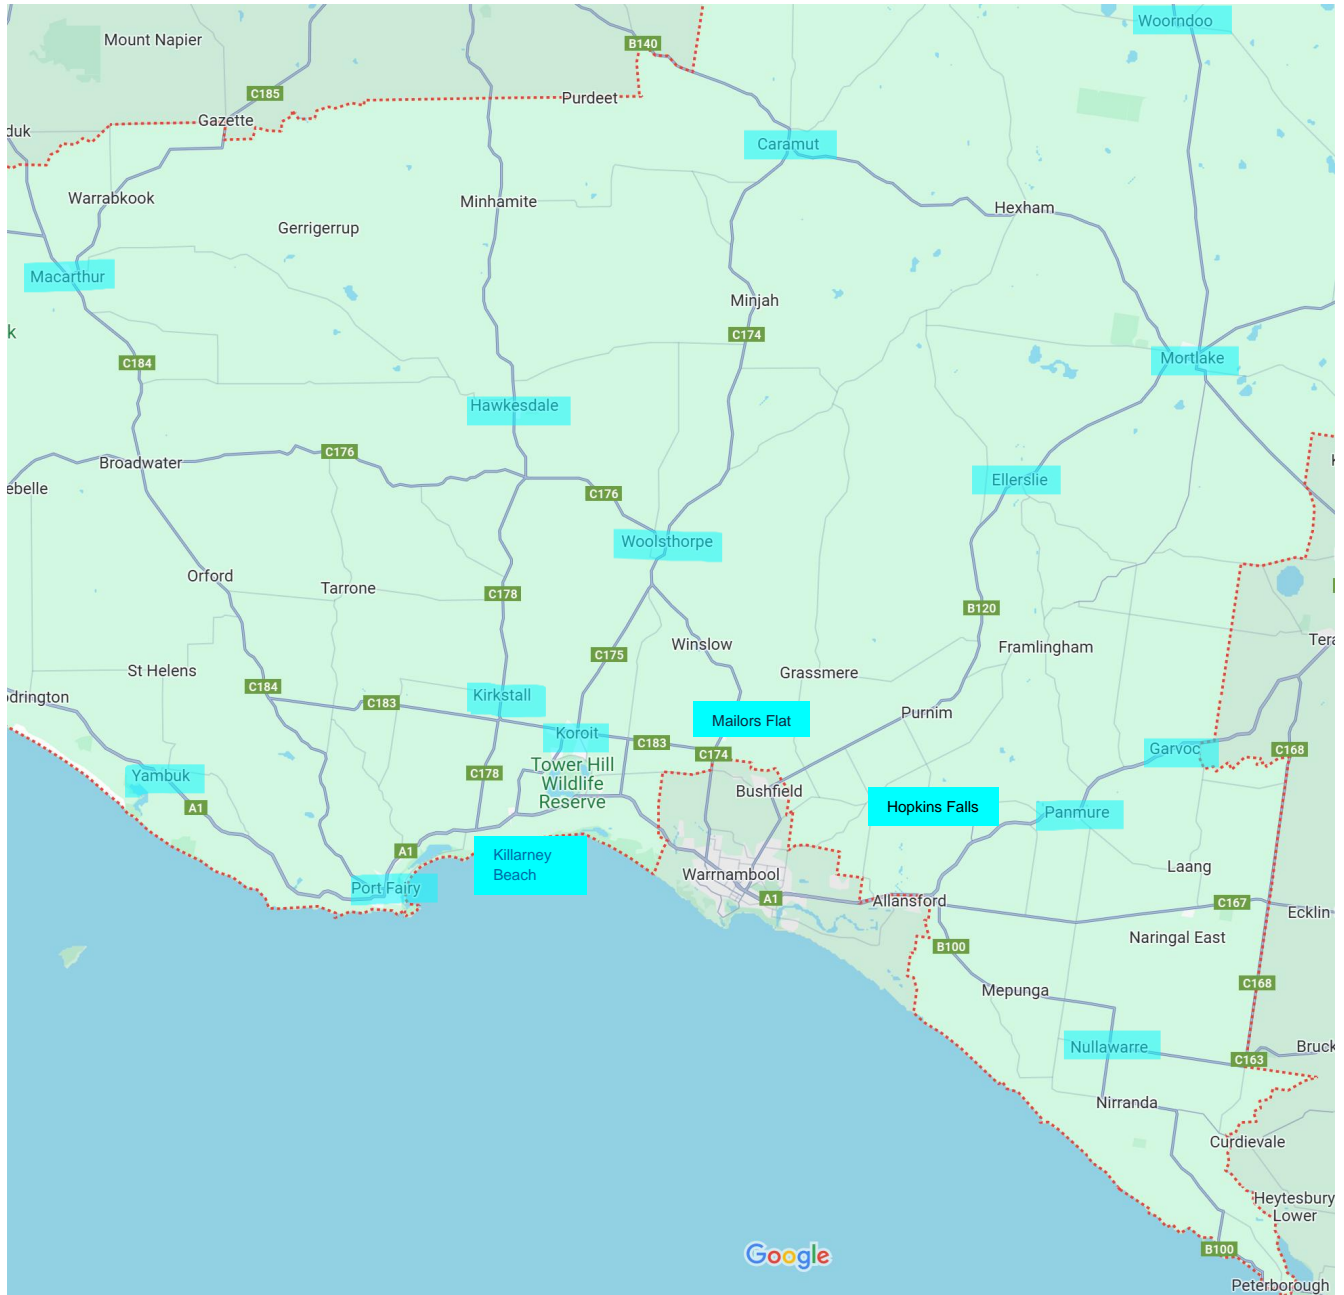 Woorndoo
Mount Napier
B140
C185
Purdeet
Gazette
duk
Caramut
Warrabkook
Minhamite
Hexham
Gerrigerrup
Macarthur
Minjah
k
C174
C184
Mortlake
Hawkesdale
C176
Broadwater
Ellerslie
ebelle
C176
Woolsthorpe
Orford
Tarrone
C178
B120
Winslow
Framlingham
Tera
C175
St Helens
Grassmere
C184
odrington
Kirkstall
C183
Purnim
Mailors Flat
Koroit
C183
C174
Garvoc
C168
Tower Hill
Wildlife
Reserve
C178
Yambuk
Bushfield
A1
Hopkins Falls
Panmure
A1
Killarney
Beach
Laang
Warrnambool
Port Fairy
A1
Allansford
C167
Ecklin
Naringal East
B100
C168
Mepunga
Nullawarre
Bruck
C163
Nirranda
Curdievale
Heytesbury
Lower
B100
Google
Peterborough